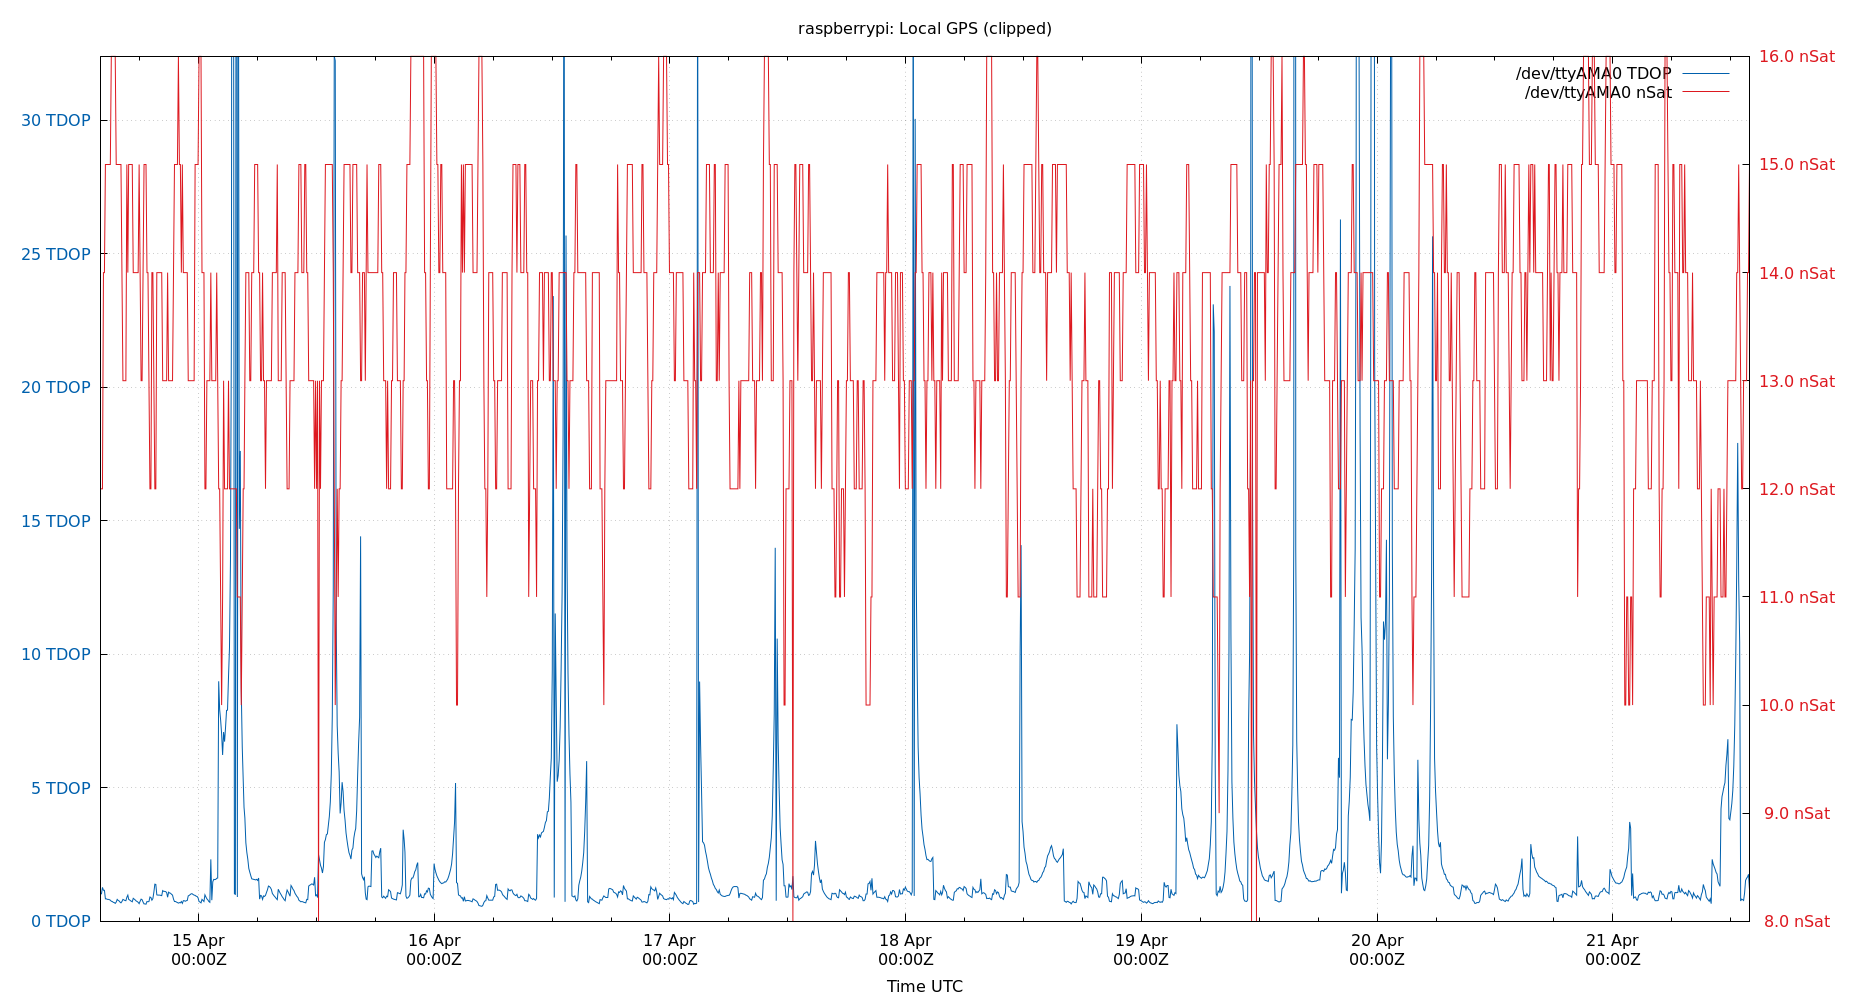 raspberrypi: Local GPS (clipped)
/dev/ttyAMA0 TDOP
/dev/ttyAMA0 nSat
30 TDOP
25 TDOP
20 TDOP
15 TDOP
10 TDOP
5 TDOP
0 TDOP
16.0 nSat
15.0 nSat
14.0 nSat
13.0 nSat
12.0 nSat
11.0 nSat
10.0 nSat
9.0 nSat
8.0 nSat
15 Apr
00:00Z
16 Apr
00:00Z
17 Apr
00:00Z
18 Apr
00:00Z
19 Apr
00:00Z
20 Apr
00:00Z
21 Apr
00:00Z
Time UTC